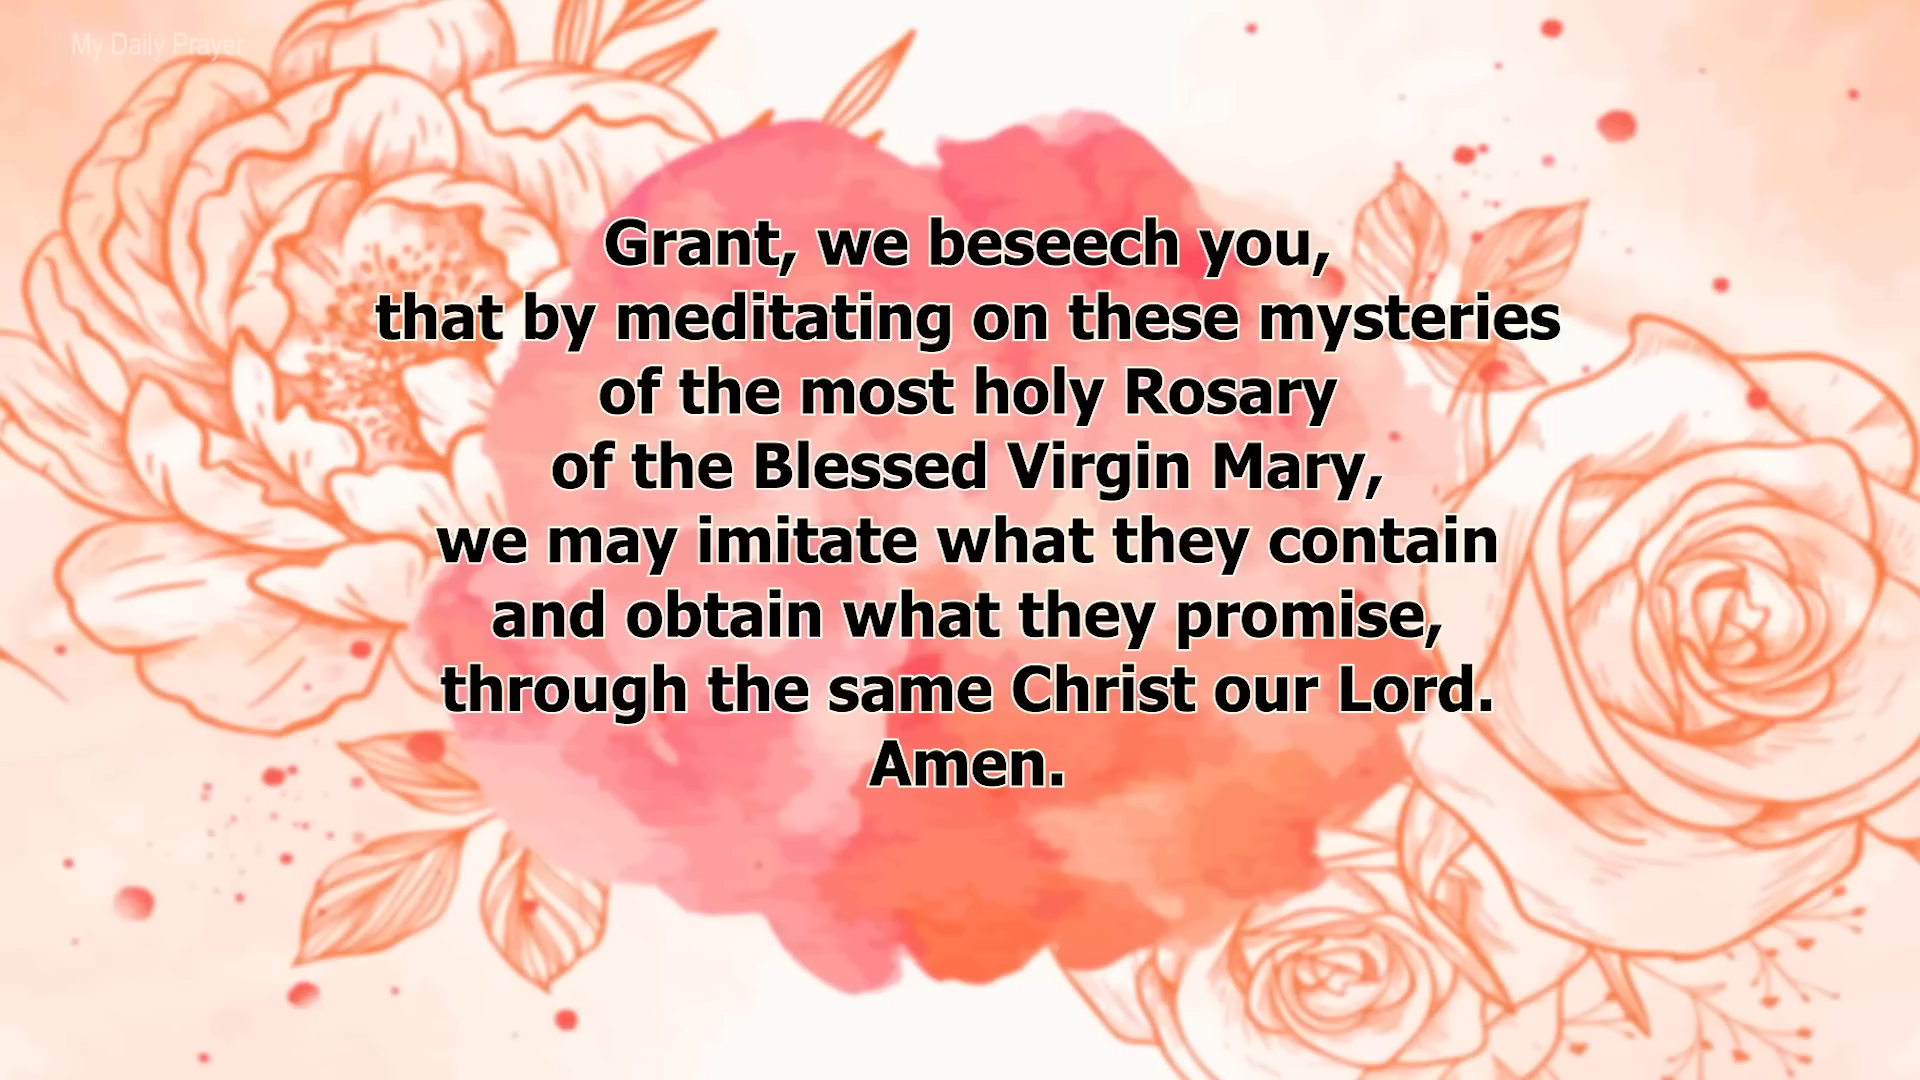 My Daily Prayer
Grant, we beseech you,
that by meditating on these mysteries
of the most holy Rosary
of the Blessed Virgin Mary,
we may imitate what they contain
and obtain what they promise,
through the same Christ our Lord.
Amen.